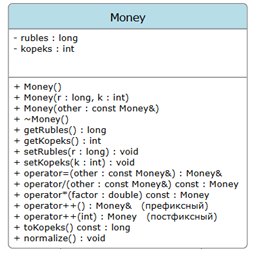 Money
- rubles : long
- kopeks : int
+ Money()
+ Money(r : long, k : int)
+ Money(other : const Money&)
+ ~Money()
+ getRubles() : long
+ getKopeks() : int
+ setRubles(r : long) : void
+ setKopeks(k : int) : void
+ operator=(other : const Money&) : Money&
+ operator/(other : const Money&) const : Money
+ operator*(factor : double) const : Money
+ operator++() : Money& (префиксный)
+ operator++(int) : Money (постфиксный)
+ toKopeks() const : long
+ normalize() : void